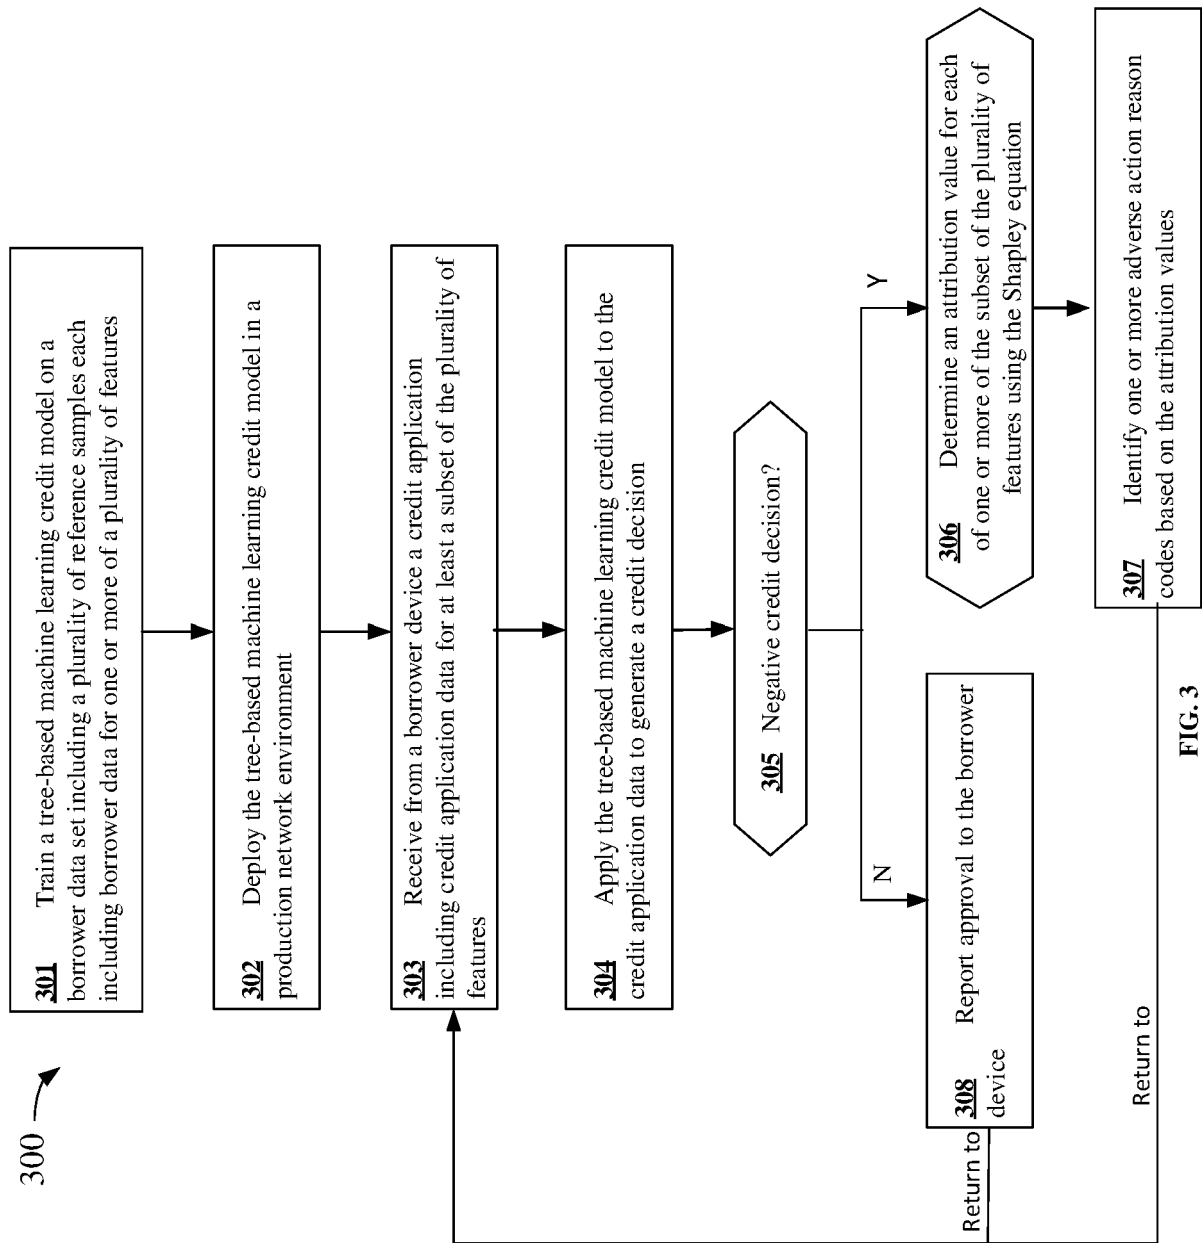 300
301 Train a tree-based machine learning credit model on a
borrower data set including a plurality of reference samples each
including borrower data for one or more of a plurality of features
302 Deploy the tree-based machine learning credit model in a
production network environment
303 Receive from a borrower device a credit application
including credit application data for at least a subset of the plurality of
features
304 Apply the tree-based machine learning credit model to the
credit application data to generate a credit decision
305 Negative credit decision?
N
Y
308 Report approval to the borrower
device
306 Determine an attribution value for each
of one or more of the subset of the plurality of
features using the Shapley equation
Return to
307 Identify one or more adverse action reason
codes based on the attribution values
Return to
FIG. 3